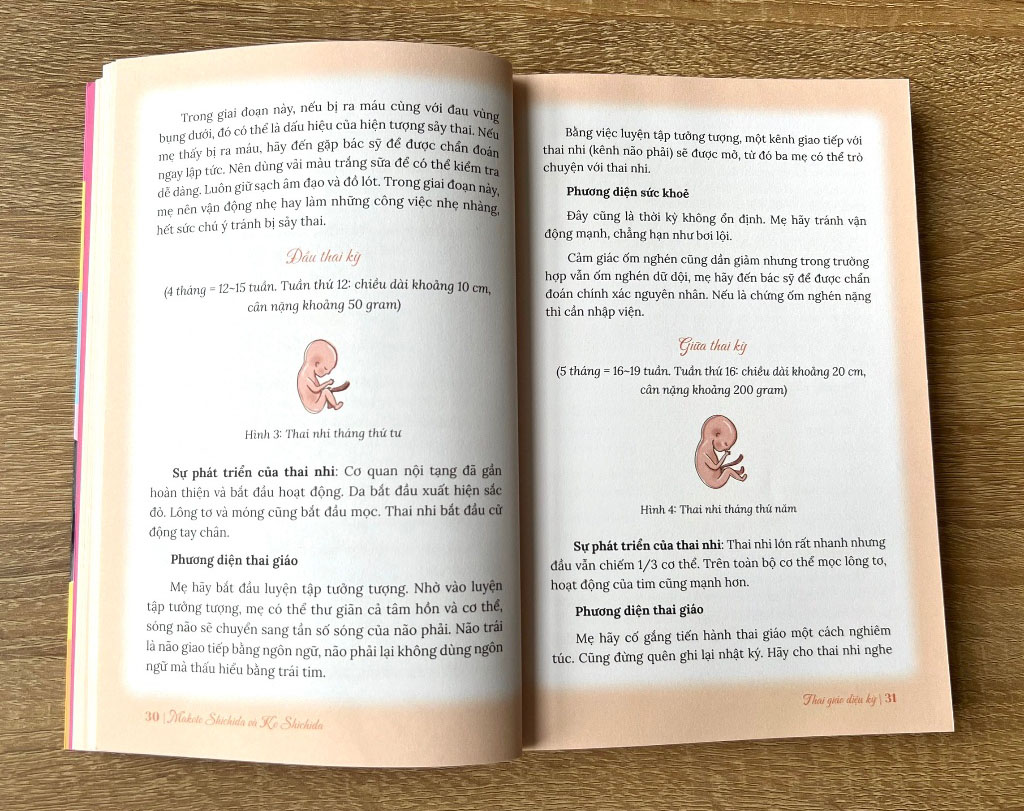 Trong giai đoạn này, nếu bị ra máu cùng với đau vùng
bụng dưới, đó có thể là dấu hiệu của hiện tượng sảy thai. Nếu
mẹ thấy bị ra máu, hãy đến gặp bác sỹ để được chẩn đoán
ngay lập tức. Nên dùng vải màu trắng sữa để có thể kiểm tra
dễ dàng. Luôn giữ sạch âm đạo và đồ lót. Trong giai đoạn này,
mẹ nên vận động nhẹ hay làm những công việc nhẹ nhàng,
hết sức chú ý tránh bị sảy thai.
Đầu thai kỳ
(4 tháng = 12~15 tuần. Tuần thứ 12: chiều dài khoảng 10 cm,
cân nặng khoảng 50 gram)
Hình 3: Thai nhi tháng thứ tư
Sự phát triển của thai nhi: Cơ quan nội tạng đã gần
hoàn thiện và bắt đầu hoạt động. Da bắt đầu xuất hiện sắc
đỏ. Lông tơ và móng cũng bắt đầu mọc. Thai nhi bắt đầu cử
động tay chân.
Phương diện thai giáo
Mẹ hãy bắt đầu luyện tập tưởng tượng. Nhờ vào luyện
tập tưởng tượng, mẹ có thể thư giãn cả tâm hồn và cơ thể,
sóng não sẽ chuyển sang tần số sóng của não phải. Não trái
là não giao tiếp bằng ngôn ngữ, não phải lại không dùng ngôn
ngữ mà thấu hiểu bằng trái tim.
30 | Makoto Shichida và Ko Shichida
Bằng việc luyện tập tưởng tượng, một kênh giao tiếp với
thai nhi (kênh não phải) sẽ được mở, từ đó ba mẹ có thể trò
chuyện với thai nhi.
Phương diện sức khoẻ
Đây cũng là thời kỳ không ổn định. Mẹ hãy tránh vận
động mạnh, chẳng hạn như bơi lội.
Cảm giác ốm nghén cũng dần giảm nhưng trong trường
hợp vẫn ốm nghén dữ dội, mẹ hãy đến bác sỹ để được chẩn
đoán chính xác nguyên nhân. Nếu là chứng ốm nghén nặng
thì cần nhập viện.
Giữa thai kỳ
(5 tháng = 16~19 tuần. Tuần thứ 16: chiều dài khoảng 20 cm,
cân nặng khoảng 200 gram)
Hình 4: Thai nhi tháng thứ năm
Sự phát triển của thai nhi: Thai nhi lớn rất nhanh nhưng
đầu vẫn chiếm 1/3 cơ thể. Trên toàn bộ cơ thể mọc lông tơ,
hoạt động của tim cũng mạnh hơn.
Phương diện thai giáo
Mẹ hãy cố gắng tiến hành thai giáo một cách nghiêm
túc. Cũng đừng quên ghi lại nhật ký. Hãy cho thai nhi nghe
Thai giáo diệu kỳ | 31